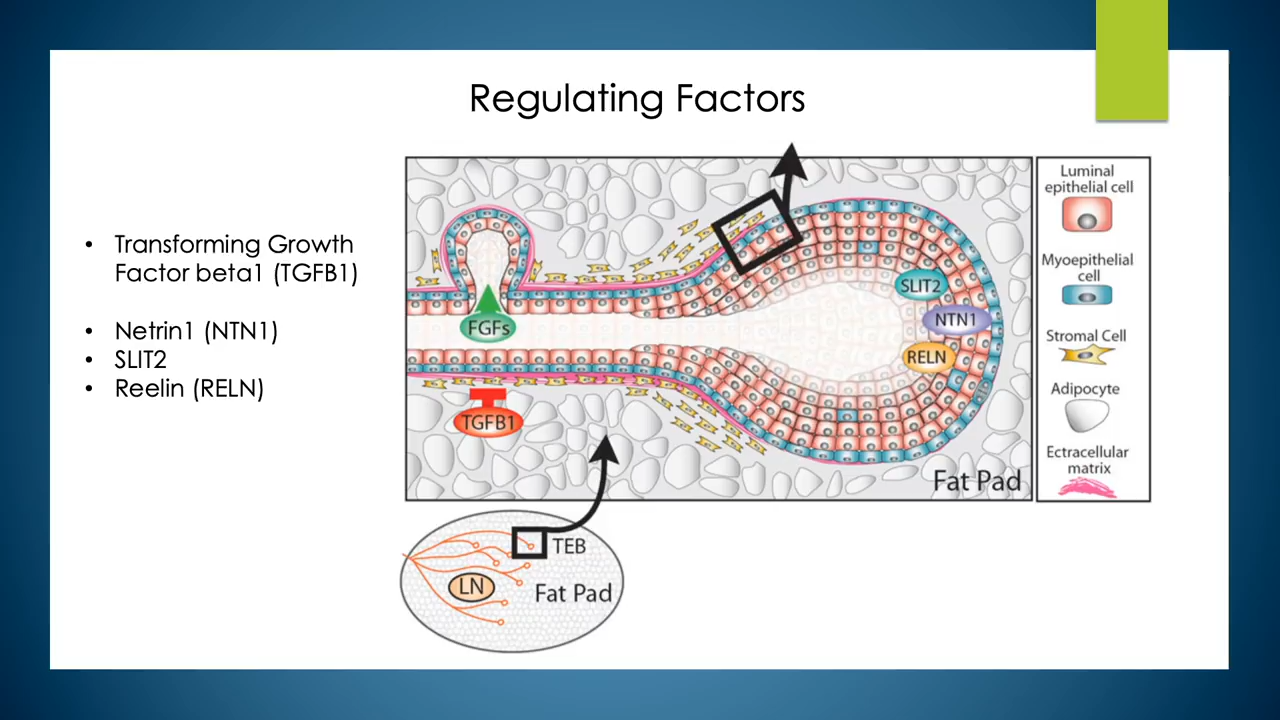 Regulating Factors
• Transforming Growth
Factor beta1 (TGFB1)
• Netrin1 (NTN1)
• SLIT2
• Reelin (RELN)
FGFs
TGFB1
SLIT2
NTN1
RELN
Fat Pad
Luminal
epithelial cell
Myoepithelial
cell
Stromal Cell
Adipocyte
Ectracellular
matrix
TEB
LN
Fat Pad